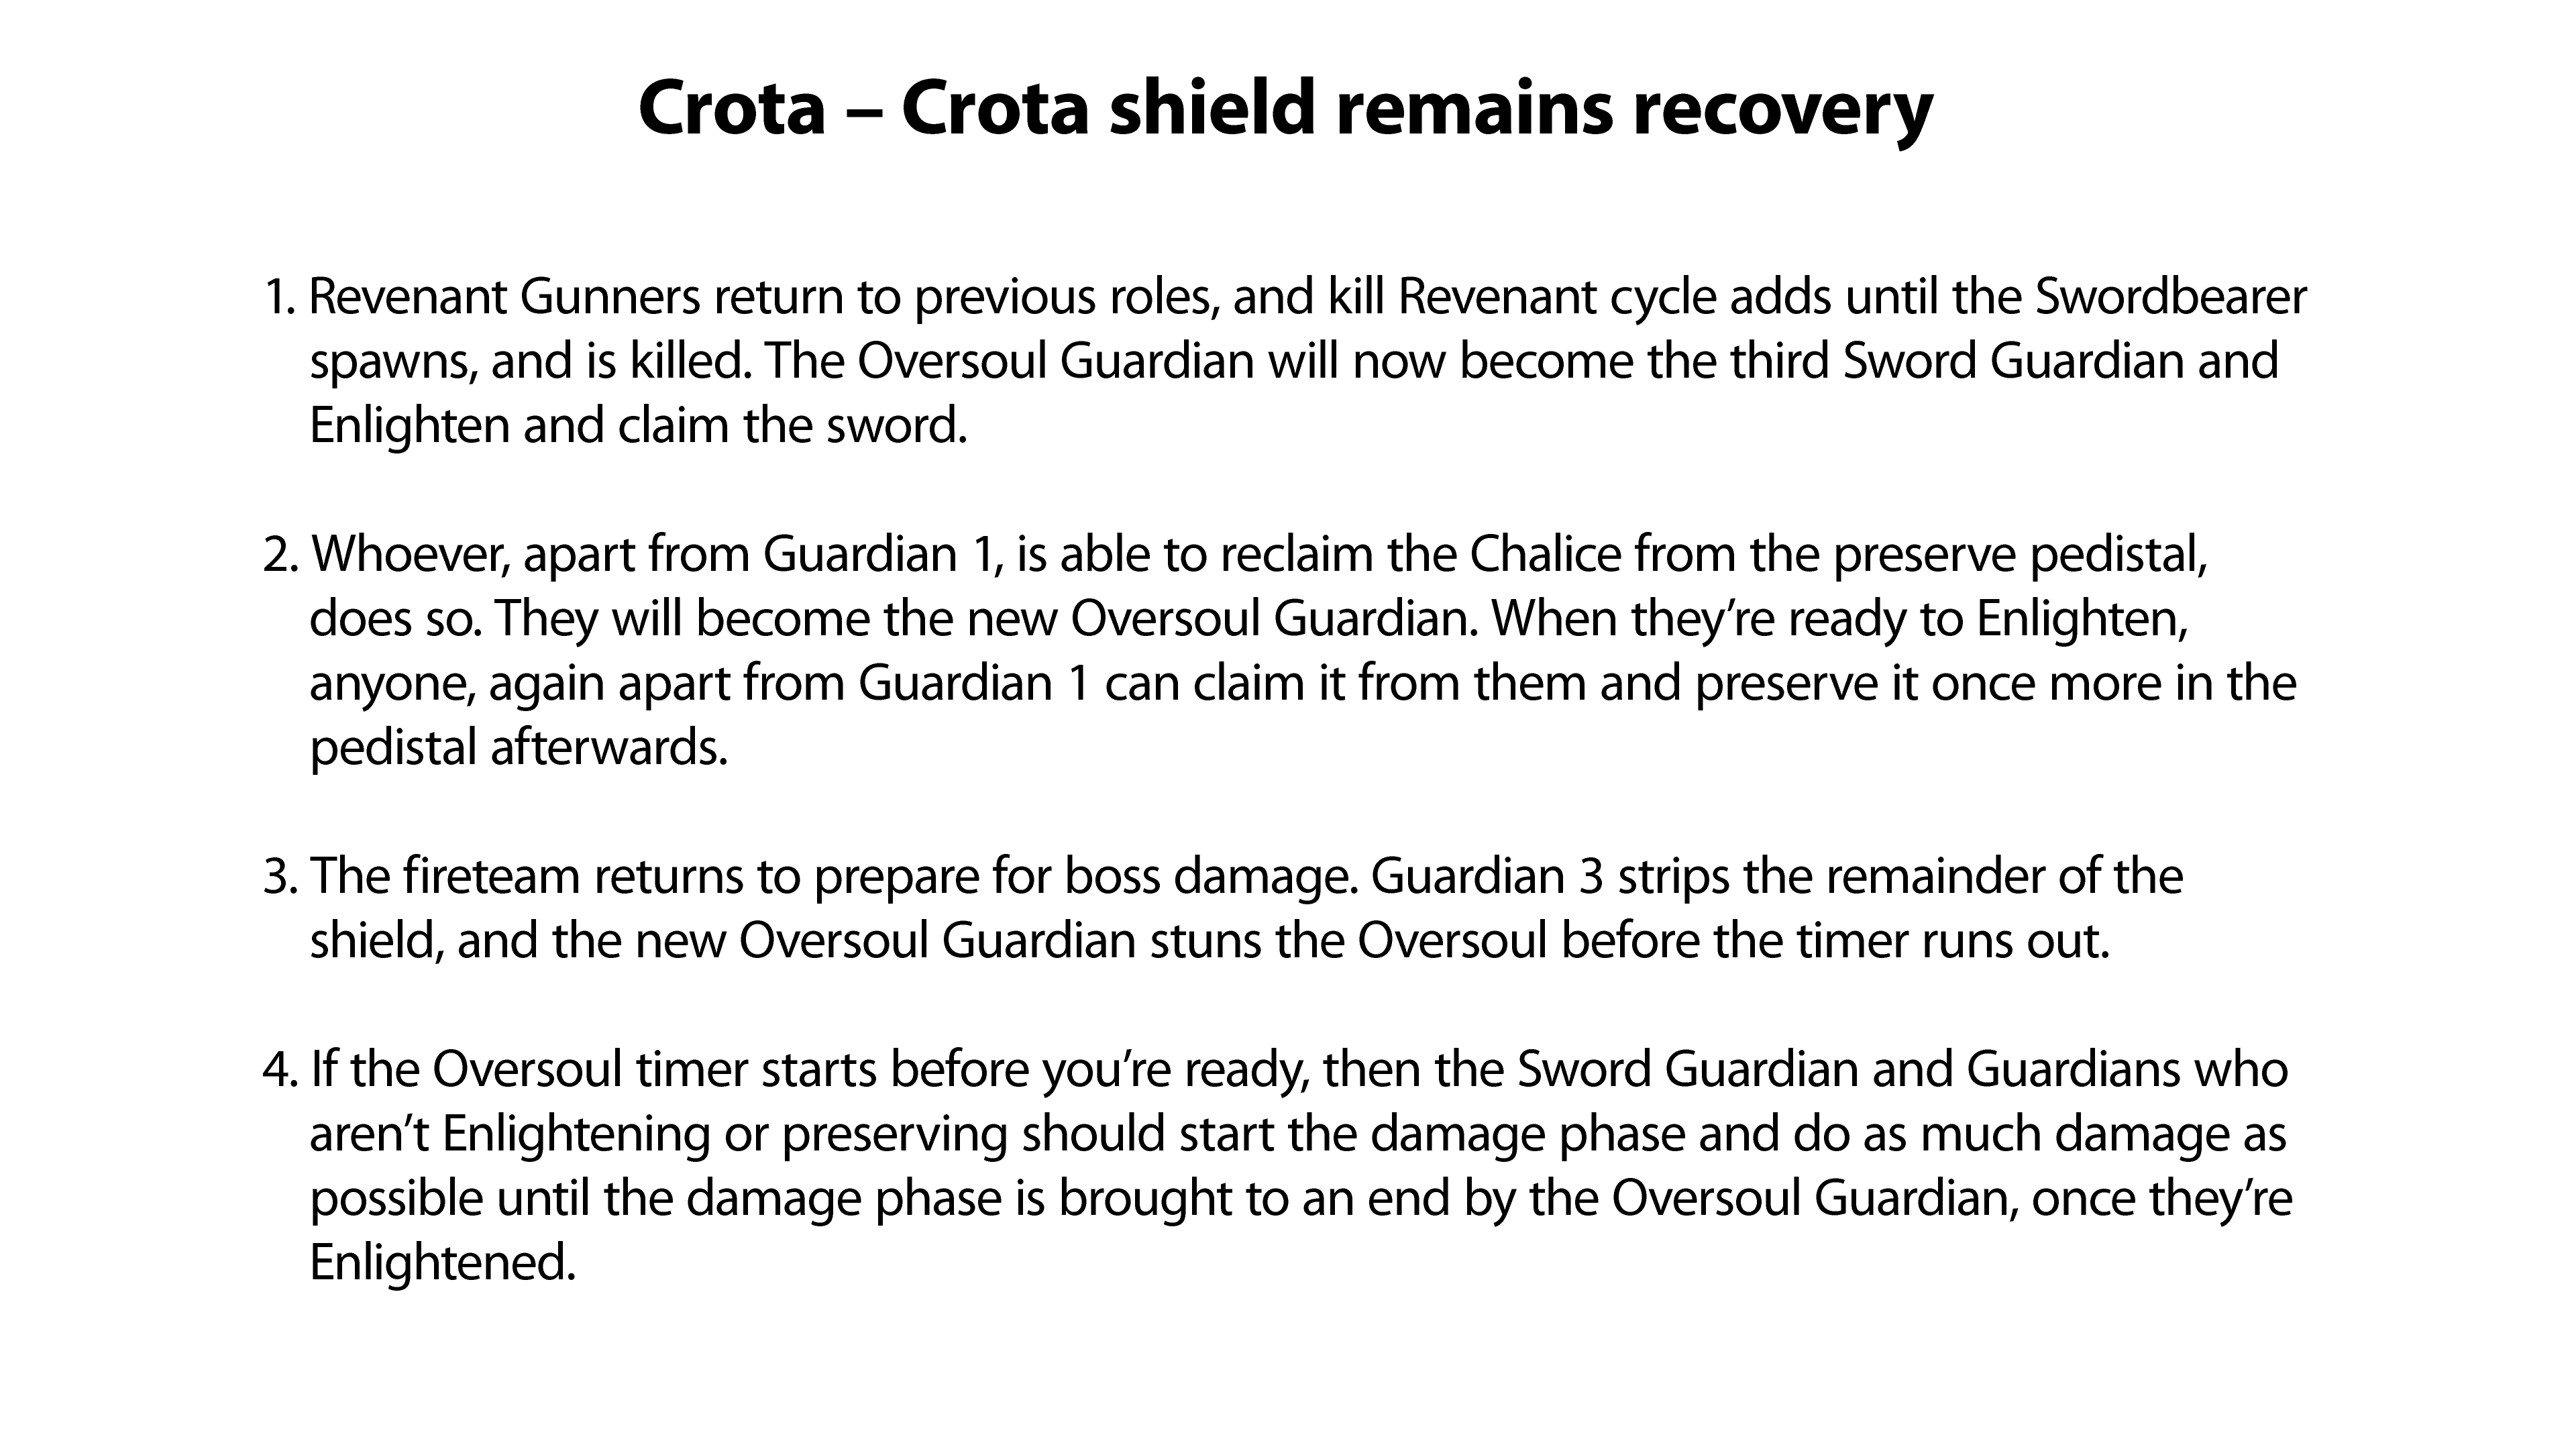 Crota – Crota shield remains recovery
1. Revenant Gunners return to previous roles, and kill Revenant cycle adds until the Swordbearer
spawns, and is killed. The Oversoul Guardian will now become the third Sword Guardian and
Enlighten and claim the sword.
2. Whoever, apart from Guardian 1, is able to reclaim the Chalice from the preserve pedistal,
does so. They will become the new Oversoul Guardian. When they’re ready to Enlighten,
anyone, again apart from Guardian 1 can claim it from them and preserve it once more in the
pedistal afterwards.
3. The fireteam returns to prepare for boss damage. Guardian 3 strips the remainder of the
shield, and the new Oversoul Guardian stuns the Oversoul before the timer runs out.
4. If the Oversoul timer starts before you’re ready, then the Sword Guardian and Guardians who
aren’t Enlightening or preserving should start the damage phase and do as much damage as
possible until the damage phase is brought to an end by the Oversoul Guardian, once they’re
Enlightened.